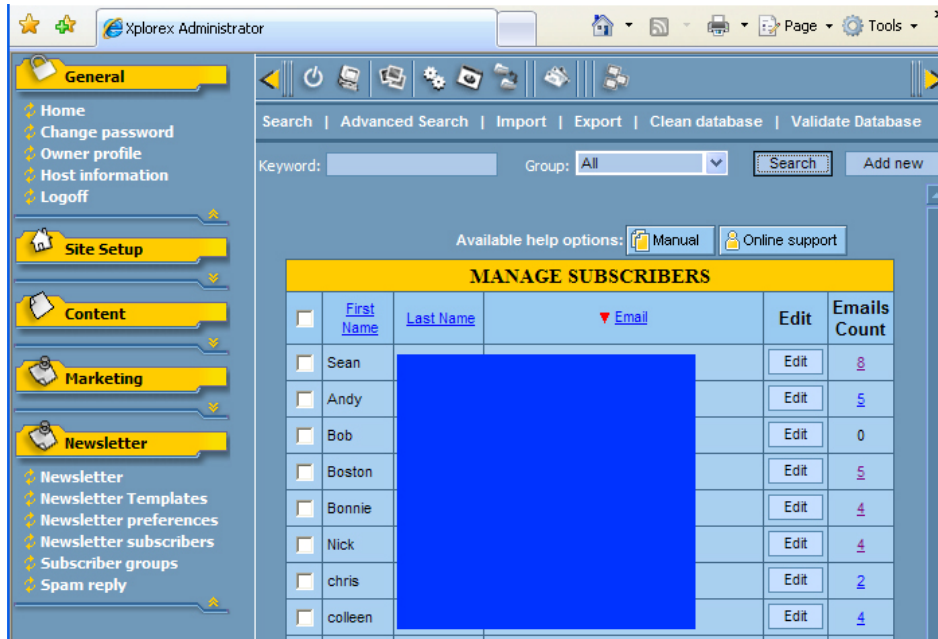 Xplorex Administrator
Page
Tools
General
Home
Change password
Owner profile
Host information
Logoff
Site Setup
Content
Marketing
Newsletter
Newsletter
Newsletter Templates
Newsletter preferences
Newsletter subscribers
Subscriber groups
Spam reply
Search | Advanced Search | Import | Export | Clean database | Validate Database
Keyword: Group: All Search Add new
Available help options: Manual Online support
MANAGE SUBSCRIBERS
First Name Last Name Email Edit Emails Count
Sean Edit 8
Andy Edit 5
Bob Edit 0
Boston Edit 5
Bonnie Edit 4
Nick Edit 4
chris Edit 2
colleen Edit 4